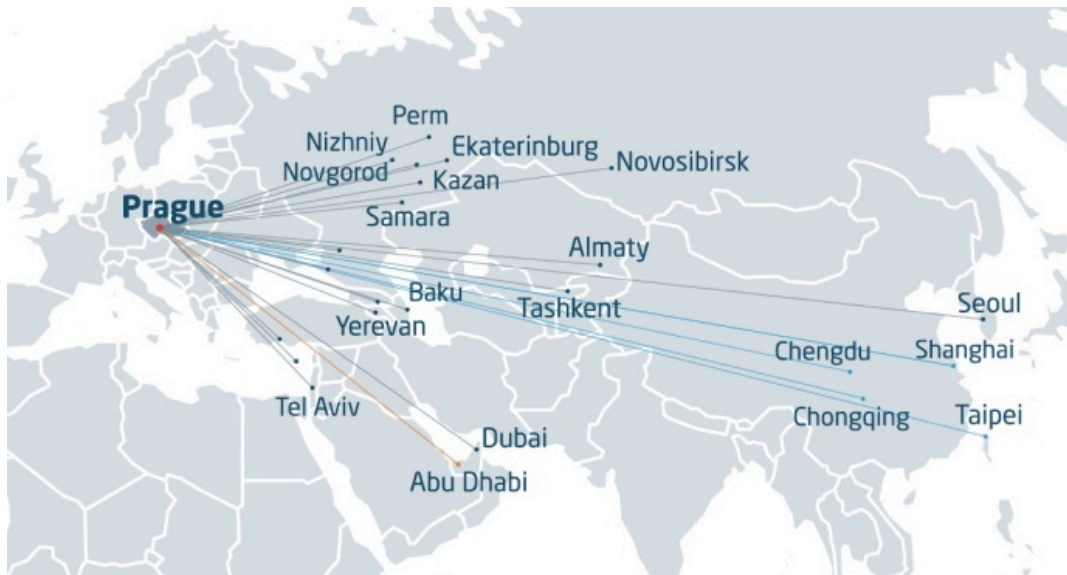 Perm
Nizhniy
Novgorod
Ekaterinburg
Novosibirsk
Kazan
Prague
Samara
Almaty
Baku
Tashkent
Seoul
Yerevan
Chengdu
Shanghai
Tel Aviv
Chongqing
Taipei
Dubai
Abu Dhabi